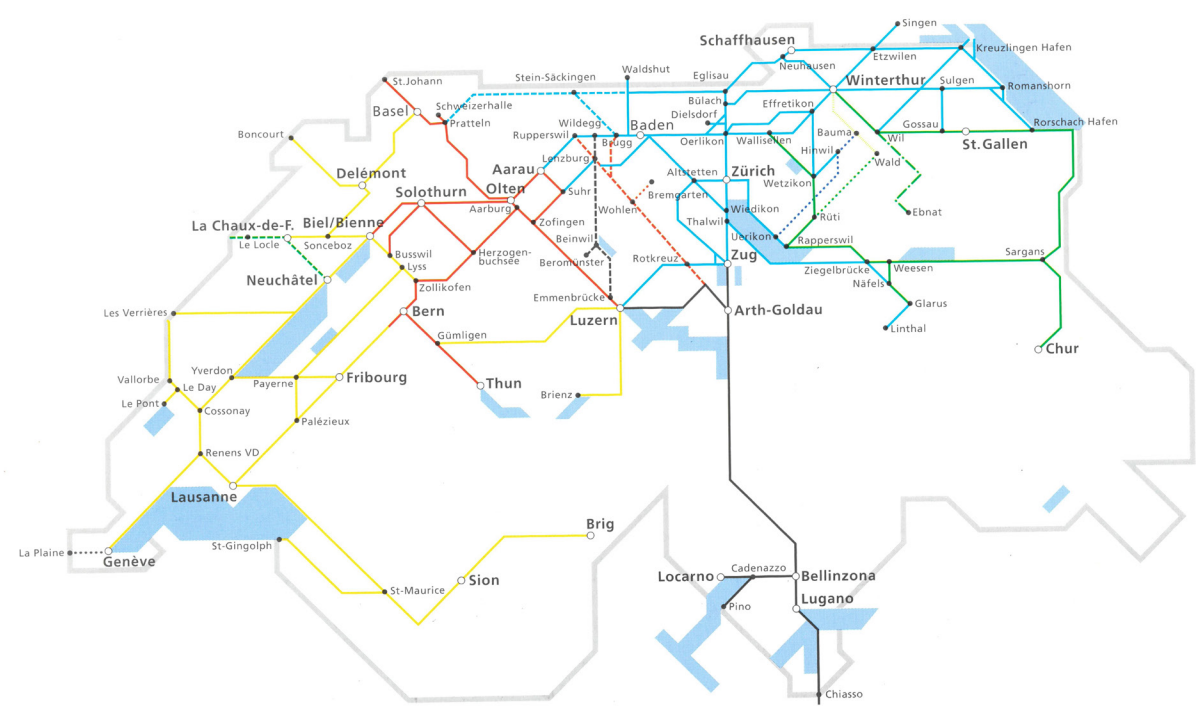 Singen
Schaffhausen
Kreuzlingen Hafen
Etzwilen
Neuhausen
Waldshut
Stein-Säckingen
Eglisau
Winterthur
Sulgen
Romanshorn
St.Johann
Basel
Schweizerhalle
Pratteln
Bülach
Effretikon
Dielsdorf
Boncourt
Rupperswil
Wildegg
Brugg
Baden
Oerlikon
Wallisellen
Bauma
Hinwil
Wil
Gossau
Rorschach Hafen
St.Gallen
Lenzburg
Wald
Delémont
Aarau
Olten
Altstetten
Zürich
Wetzikon
Solothurn
Suhr
Bremgarten
Aarburg
Wohlen
Wiedikon
Ebnat
La Chaux-de-F.
Biel/Bienne
Zofingen
Thalwil
Rüti
Le Locle
Sonceboz
Beinwil
Uerikon
Rapperswil
Busswil
Herzogen-
buchsee
Beromünster
Rotkreuz
Zug
Sargans
Lyss
Ziegelbrücke
Weesen
Neuchâtel
Zollikofen
Näfels
Emmenbrücke
Glarus
Les Verrières
Bern
Luzern
Arth-Goldau
Linthal
Gümligen
Chur
Yverdon
Vallorbe
Le Day
Payerne
Fribourg
Thun
Le Pont
Brienz
Cossonay
Palézieux
Renens VD
Lausanne
Brig
St-Gingolph
La Plaine
Genève
Sion
St-Maurice
Cadenazzo
Locarno
Bellinzona
Lugano
Pino
Chiasso